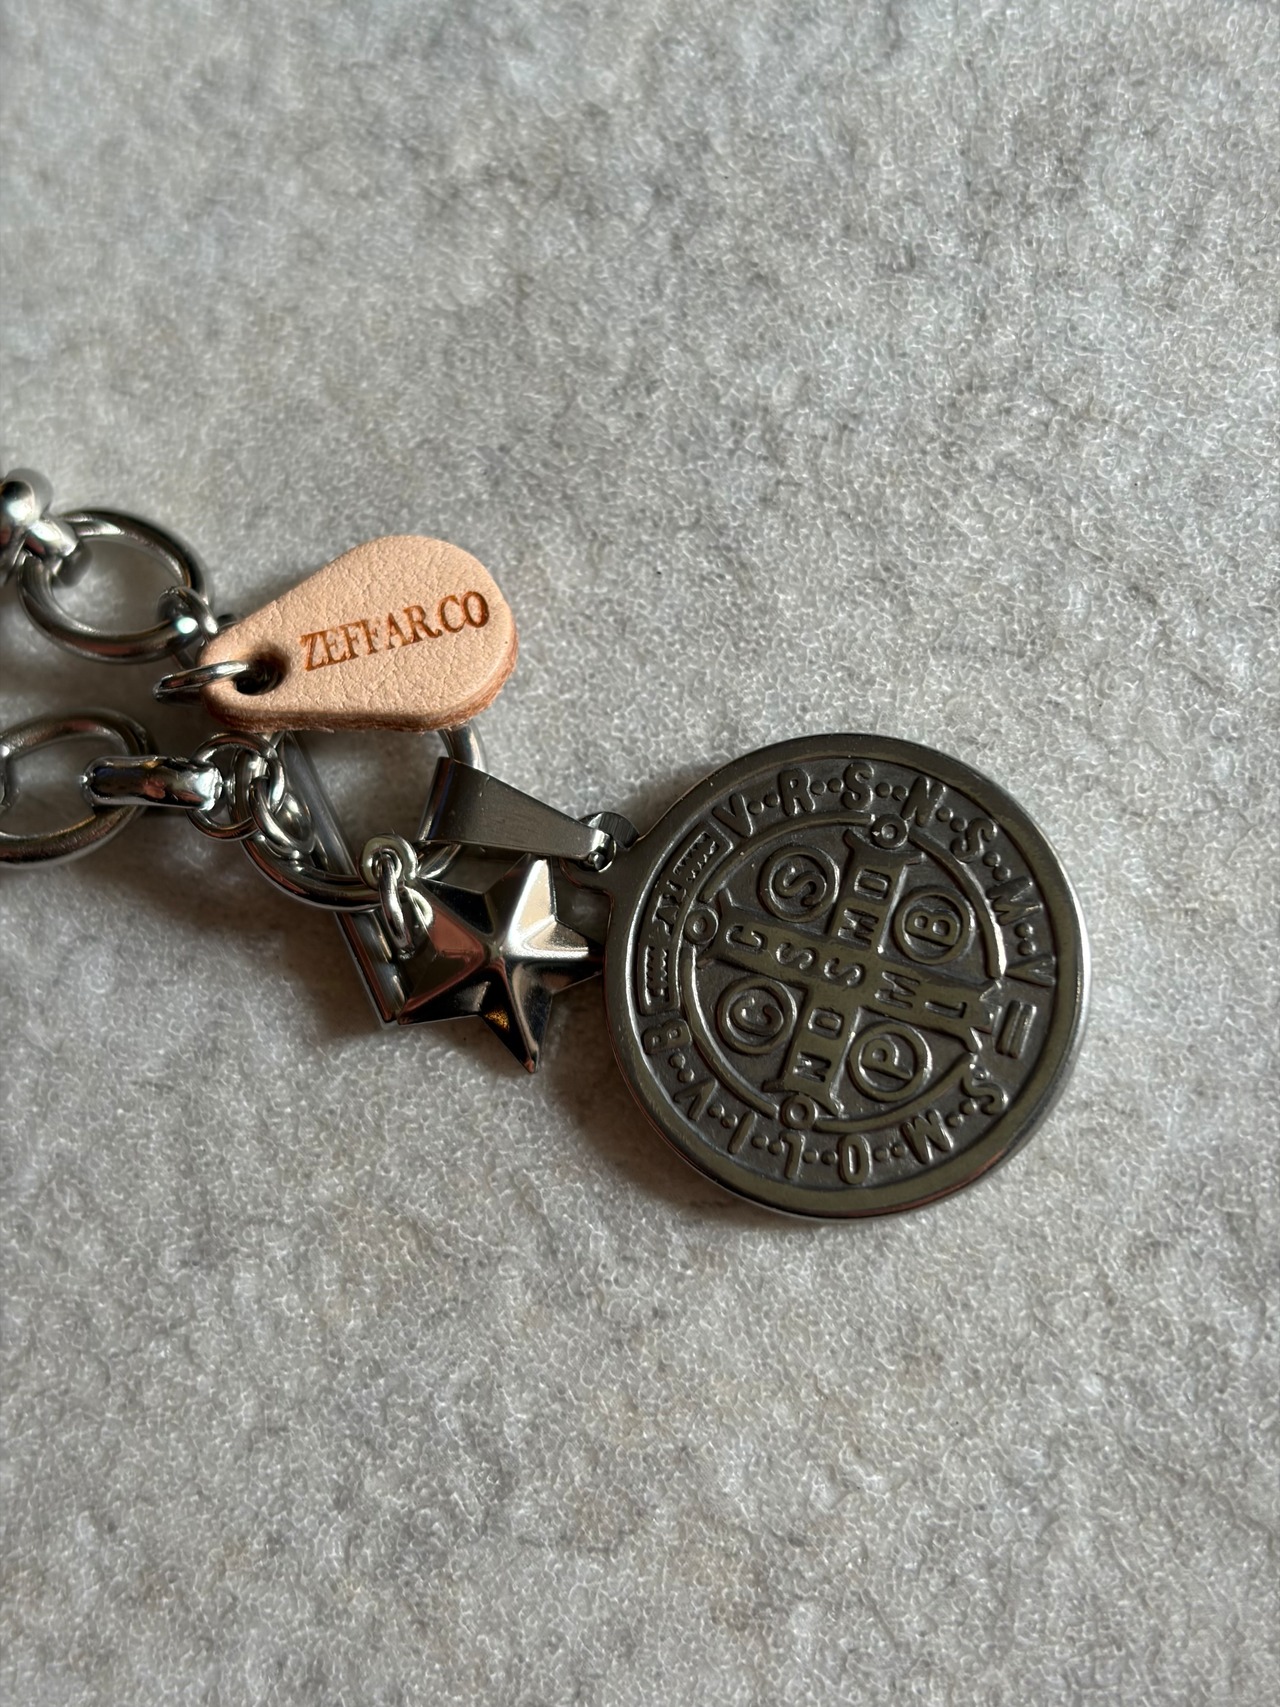 ZEFFAR.CO
V··R··S··N··S··M··V =
S··M··O··L··I··V··B
S B
C P
C S S M L
N D S M D